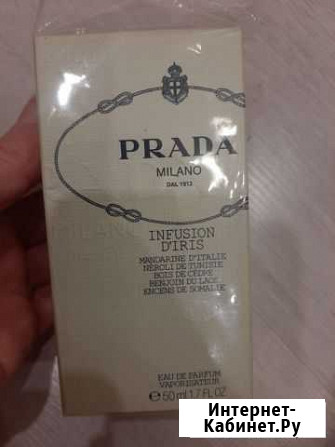 PRADA
MILANO
DAL 1913
INFUSION
D'IRIS
MANDARINE D'ITALIE
NEROLI DE TUNISIE
BOIS DE CÈDRE
BENJOIN DU LAOS
ENCENS DE SOMALIE
EAU DE PARFUM
VAPORISATEUR
e 50 ml 1.7 FL.OZ
Интернет-
Кабинет.Ру